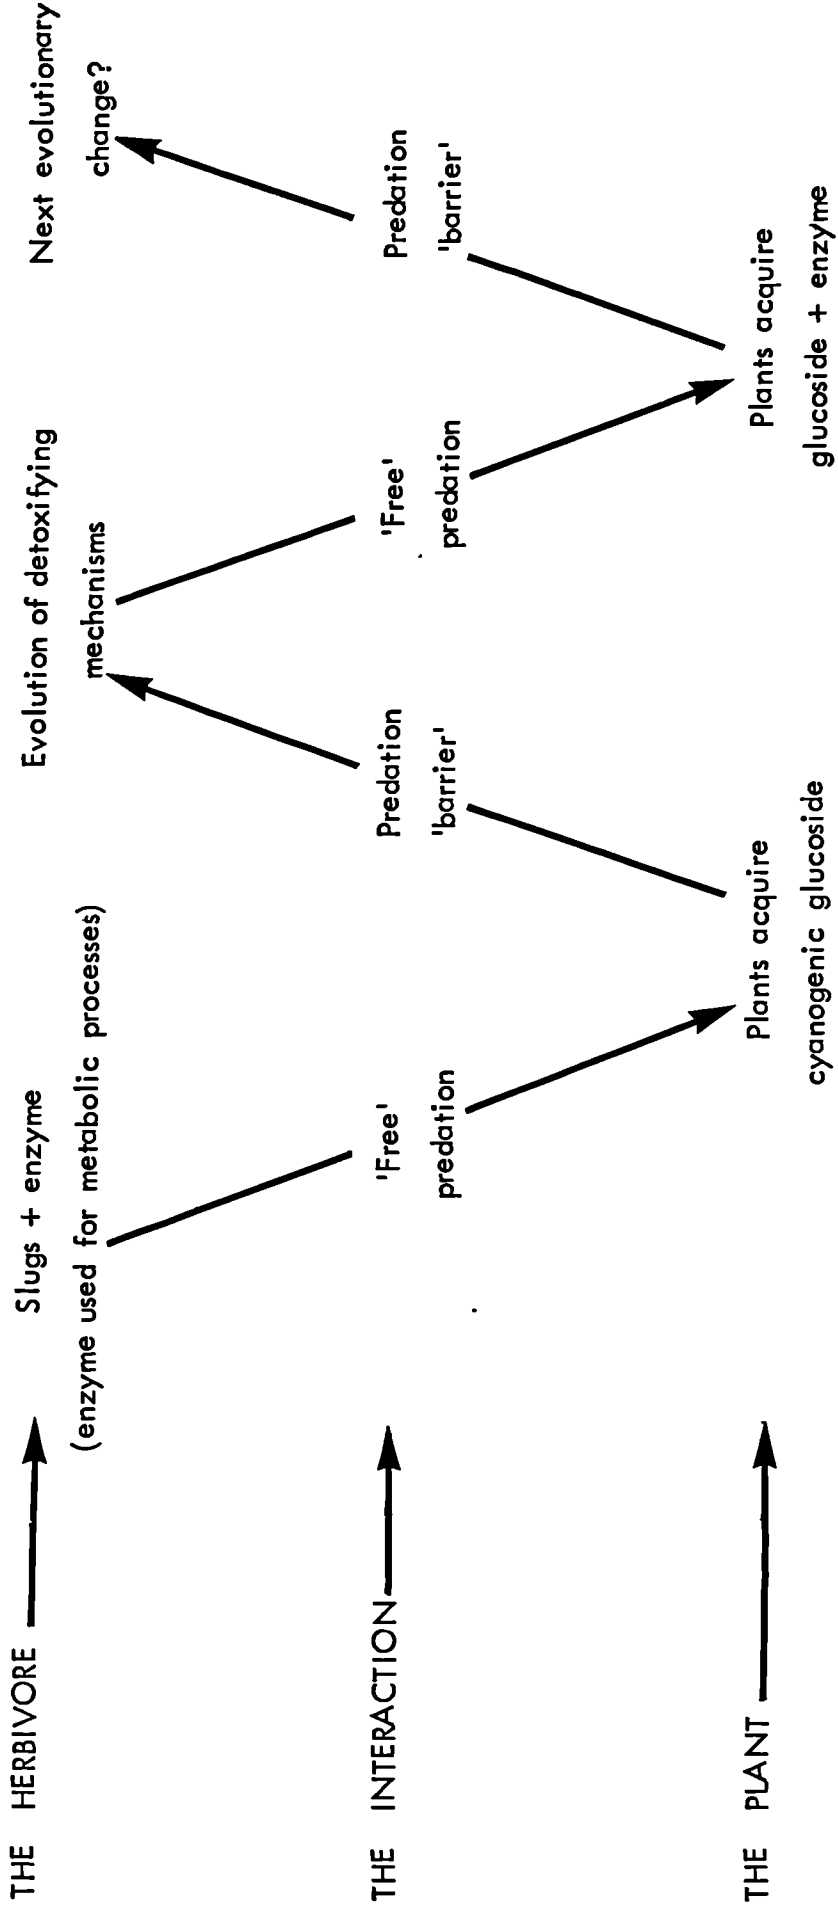 THE HERBIVORE
Slugs + enzyme
(enzyme used for metabolic processes)
Evolution of detoxifying
mechanisms
Next evolutionary
change?
THE INTERACTION
'Free'
predation
Predation
'barrier'
'Free'
predation
Predation
'barrier'
THE PLANT
Plants acquire
cyanogenic glucoside
Plants acquire
glucoside + enzyme